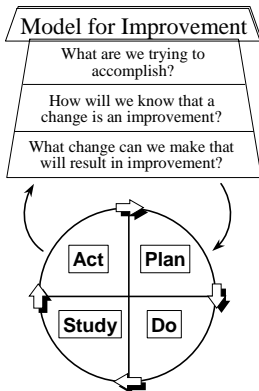 Model for Improvement
What are we trying to
accomplish?
How will we know that a
change is an improvement?
What change can we make that
will result in improvement?
Act
Plan
Study
Do